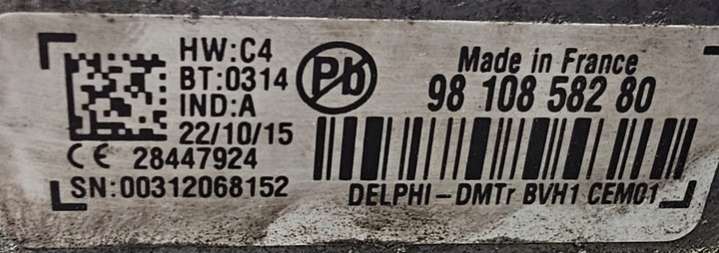 HW:C4
BT:0314
IND:A
22/10/15
CE 28447924
SN:00312068152
Pb
Made in France
98 108 582 80
DELPHI-DMTr BVH1 CEM01